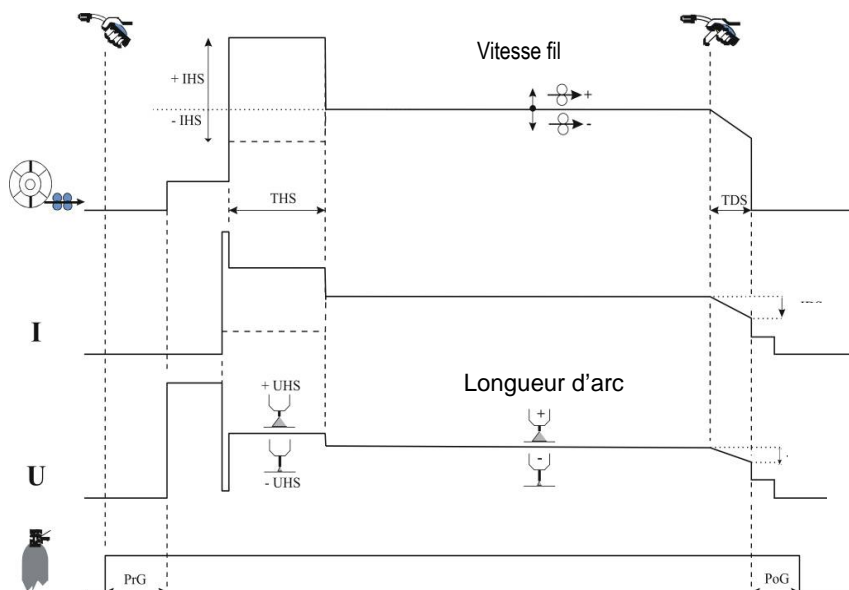 Vitesse fil
+ IHS
- IHS
+
-
THS
TDS
I
+ UHS
Longueur d'arc
+
-
- UHS
U
PrG
PoG